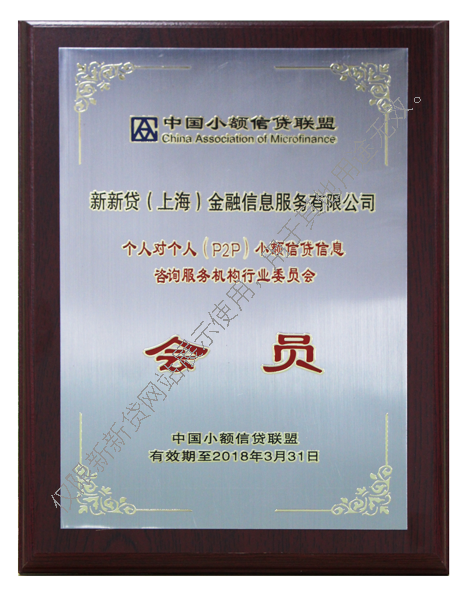 中国小额信贷联盟
China Association of Microfinance
新新贷（上海）金融信息服务有限公司
个人对个人（P2P）小额信贷信息
咨询服务机构行业委员会
会 员
中国小额信贷联盟
有效期至2018年3月31日
仅限新新贷网站展示使用，用于其他用途无效。